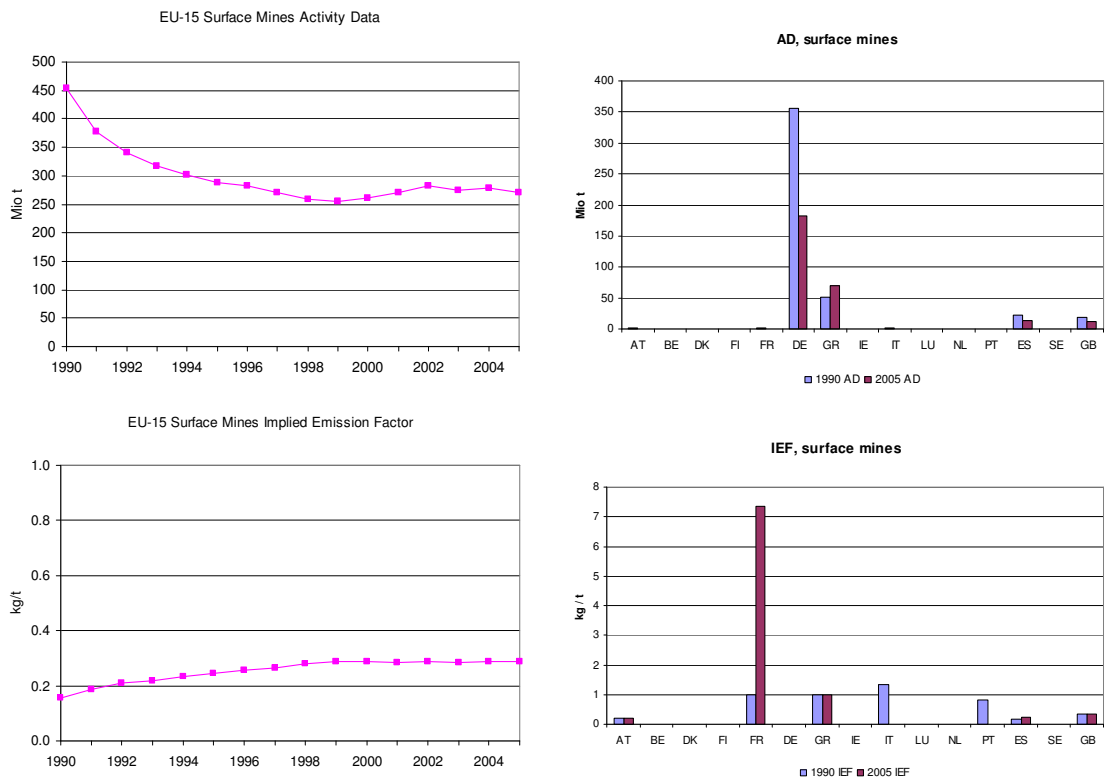 EU-15 Surface Mines Activity Data
500
450
400
350
300
250
200
150
100
50
0
Mio t
1990 1992 1994 1996 1998 2000 2002 2004
AD, surface mines
400
350
300
250
200
150
100
50
0
Mio t
AT BE DK FI FR DE GR IE IT LU NL PT ES SE GB
1990 AD 2005 AD
EU-15 Surface Mines Implied Emission Factor
1.0
0.8
0.6
0.4
0.2
0.0
kg/t
1990 1992 1994 1996 1998 2000 2002 2004
IEF, surface mines
8
7
6
5
4
3
2
1
0
kg / t
AT BE DK FI FR DE GR IE IT LU NL PT ES SE GB
1990 IEF 2005 IEF